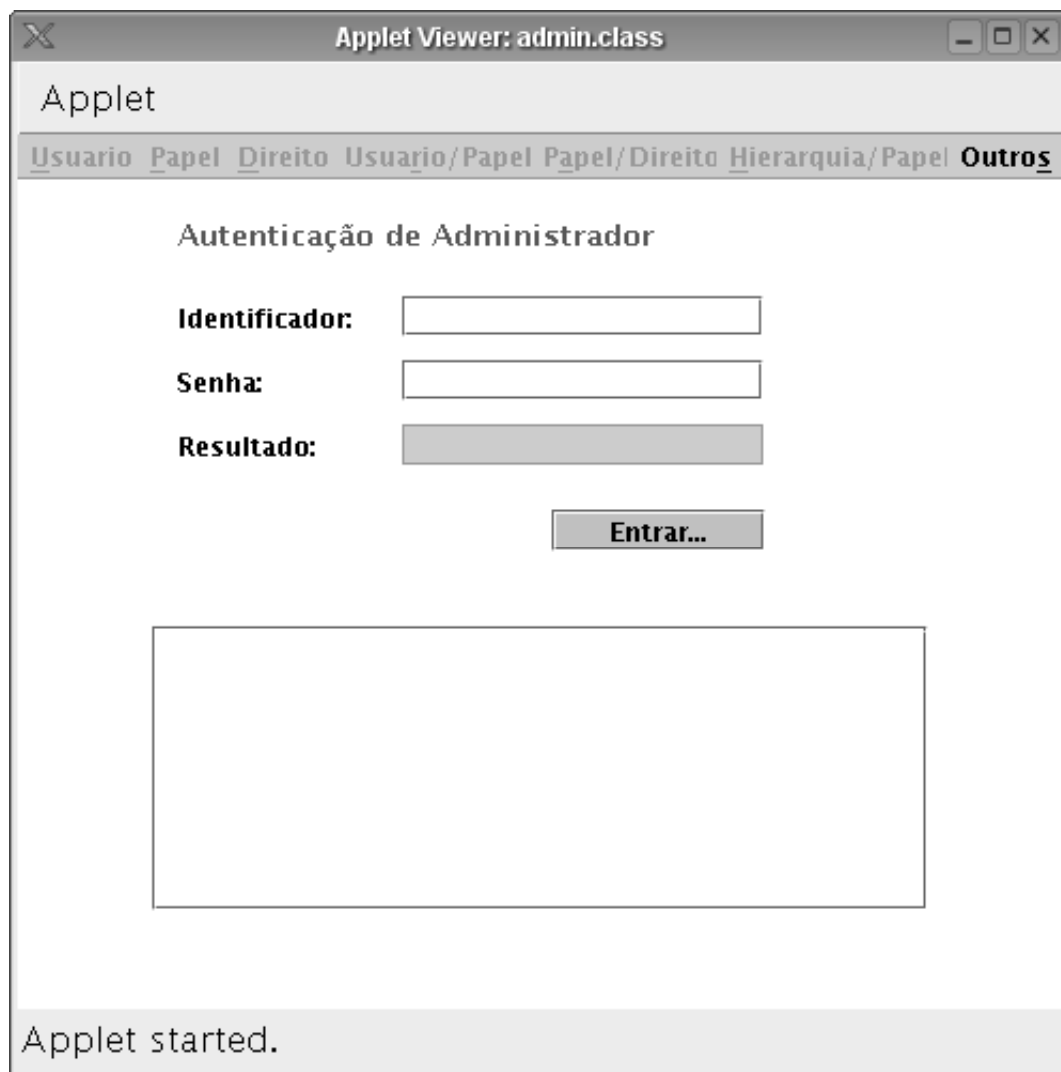 Applet Viewer: admin.class
Applet
Usuario Papel Direito Usuario/Papel Papel/Direito Hierarquia/Papel Outros
Autenticação de Administrador
Identificador:
Senha:
Resultado:
Entrar...
Applet started.